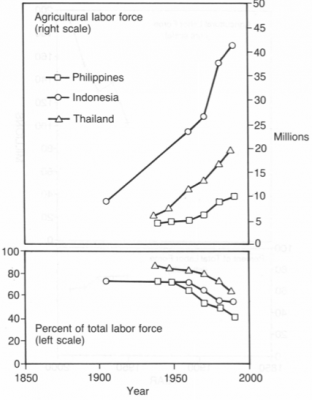 Agricultural labor force
(right scale)
Philippines
Indonesia
Thailand
50
45
40
35
30
25
20
15
10
5
0
Millions
100
80
60
40
20
0
Percent of total labor force
(left scale)
1850
1900
1950
2000
Year